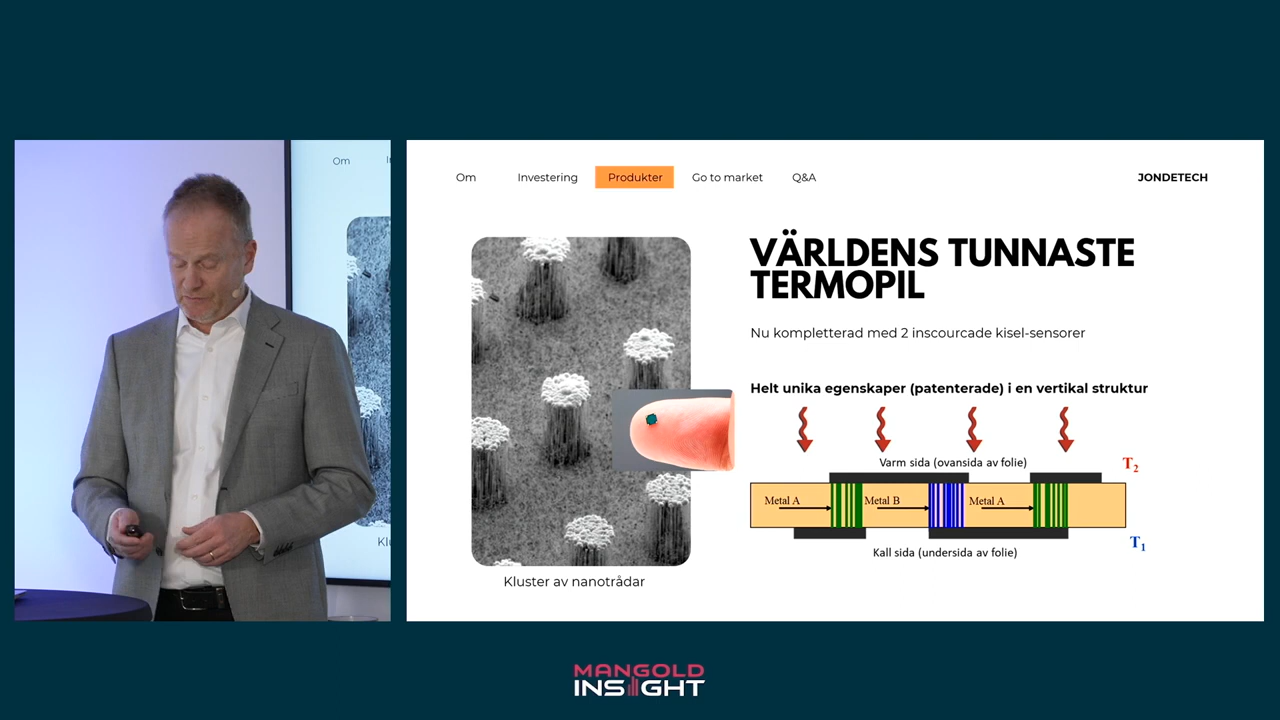 Om
Om Investering Produkter Go to market Q&A JONDETECH
VÄRLDENS TUNNASTE
TERMOPIL
Nu kompletterad med 2 inscourcade kisel-sensorer
Helt unika egenskaper (patenterade) i en vertikal struktur
Varm sida (ovansida av folie)
T2
Metal A Metal B Metal A
T1
Kall sida (undersida av folie)
Kluster av nanotrådar
MANGOLD
INSIGHT